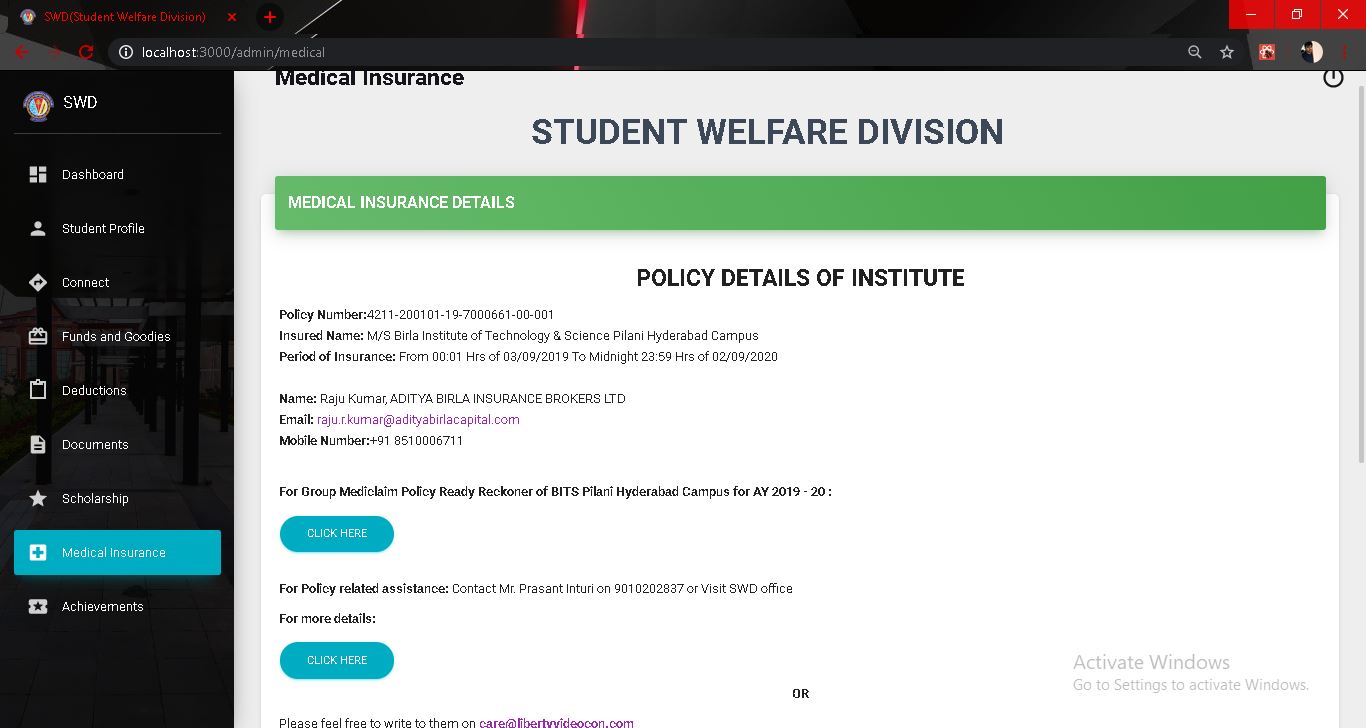 SWD(Student Welfare Division)
localhost:3000/admin/medical
SWD
Dashboard
Student Profile
Connect
Funds and Goodies
Deductions
Documents
Scholarship
Medical Insurance
Achievements
Medical Insurance
STUDENT WELFARE DIVISION
MEDICAL INSURANCE DETAILS
POLICY DETAILS OF INSTITUTE
Policy Number:4211-200101-19-7000661-00-001
Insured Name: M/S Birla Institute of Technology & Science Pilani Hyderabad Campus
Period of Insurance: From 00:01 Hrs of 03/09/2019 To Midnight 23:59 Hrs of 02/09/2020
Name: Raju Kumar, ADITYA BIRLA INSURANCE BROKERS LTD
Email: raju.r.kumar@adityabirlacapital.com
Mobile Number:+91 8510006711
For Group Mediclaim Policy Ready Reckoner of BITS Pilani Hyderabad Campus for AY 2019 - 20 :
CLICK HERE
For Policy related assistance: Contact Mr. Prasant Inturi on 9010202837 or Visit SWD office
For more details:
CLICK HERE
OR
Please feel free to write to them on care@libertyvideocon.com
Activate Windows
Go to Settings to activate Windows.